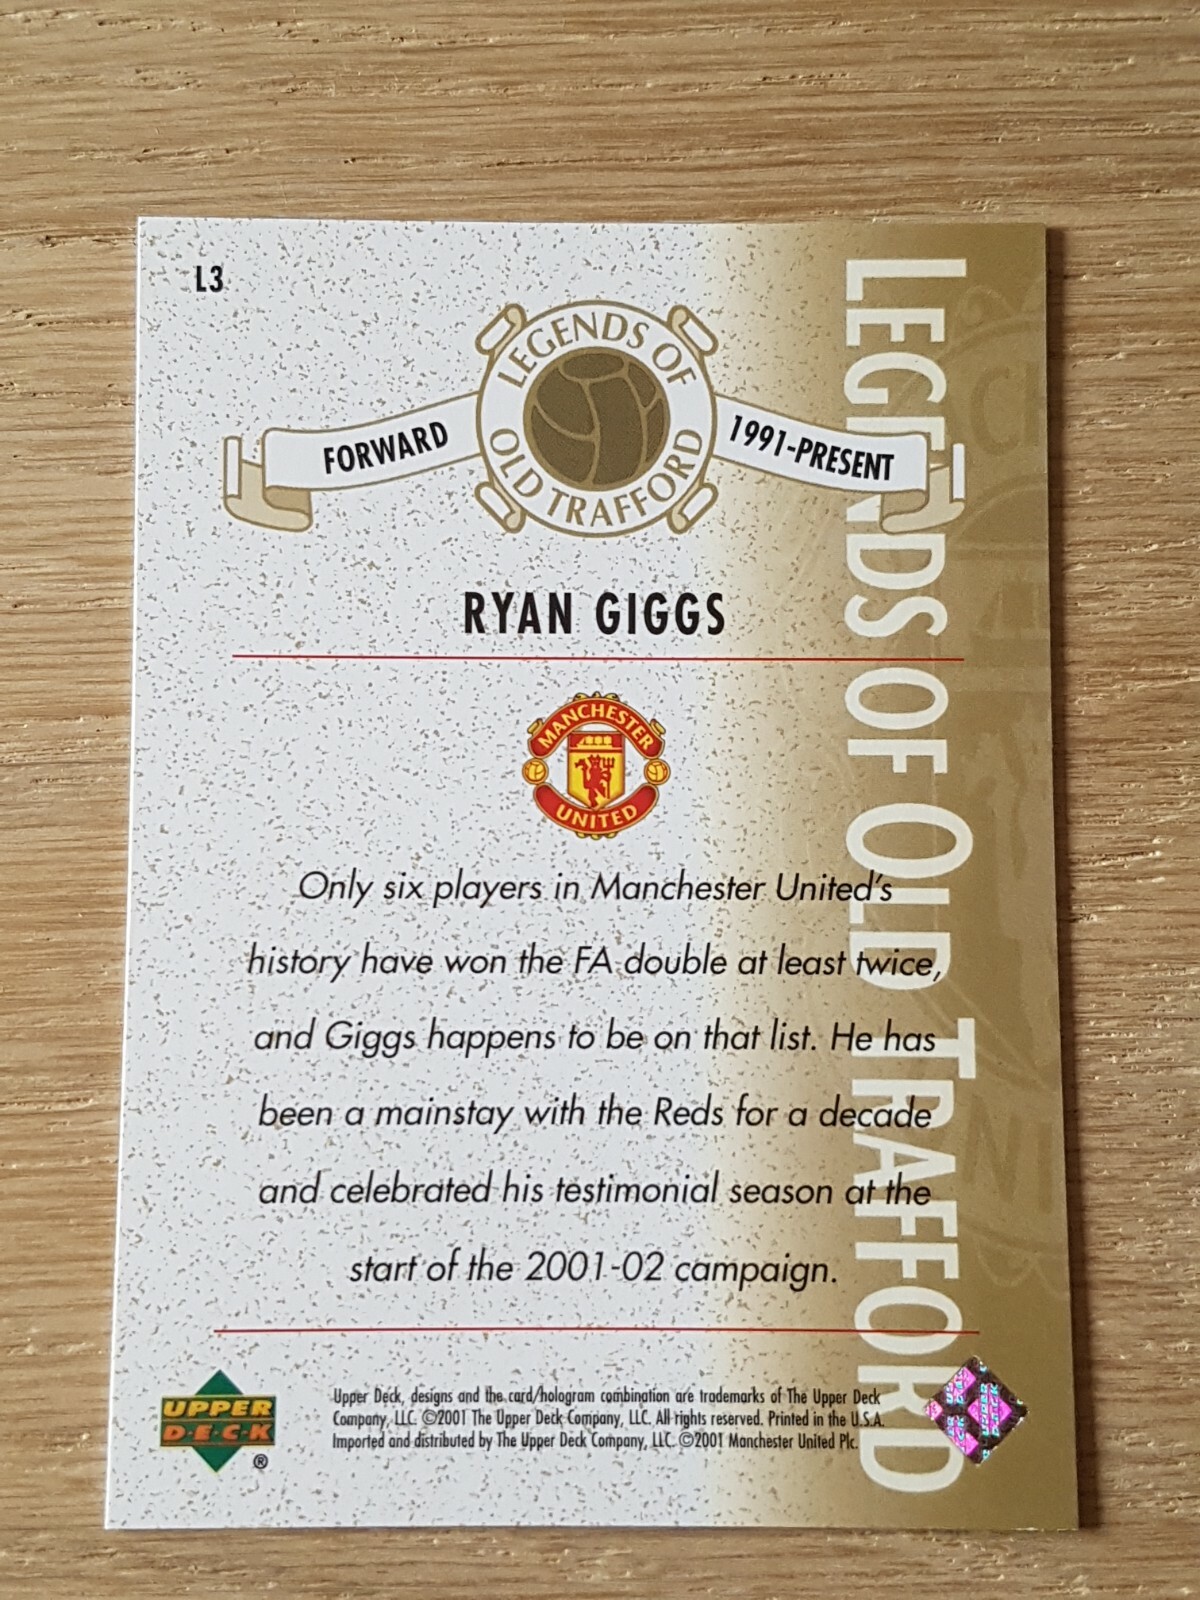 L3
LEGENDS OF
OLD TRAFFORD
FORWARD
1991-PRESENT
RYAN GIGGS
MANCHESTER
UNITED
Only six players in Manchester United's
history have won the FA double at least twice,
and Giggs happens to be on that list. He has
been a mainstay with the Reds for a decade
and celebrated his testimonial season at the
start of the 2001-02 campaign.
LEGENDS OF OLD TRAFFORD
UPPER
D·E·C·K
®
Upper Deck, designs and the card/hologram combination are trademarks of The Upper Deck
Company, LLC. ©2001 The Upper Deck Company, LLC. All rights reserved. Printed in the U.S.A.
Imported and distributed by The Upper Deck Company, LLC. ©2001 Manchester United Plc.